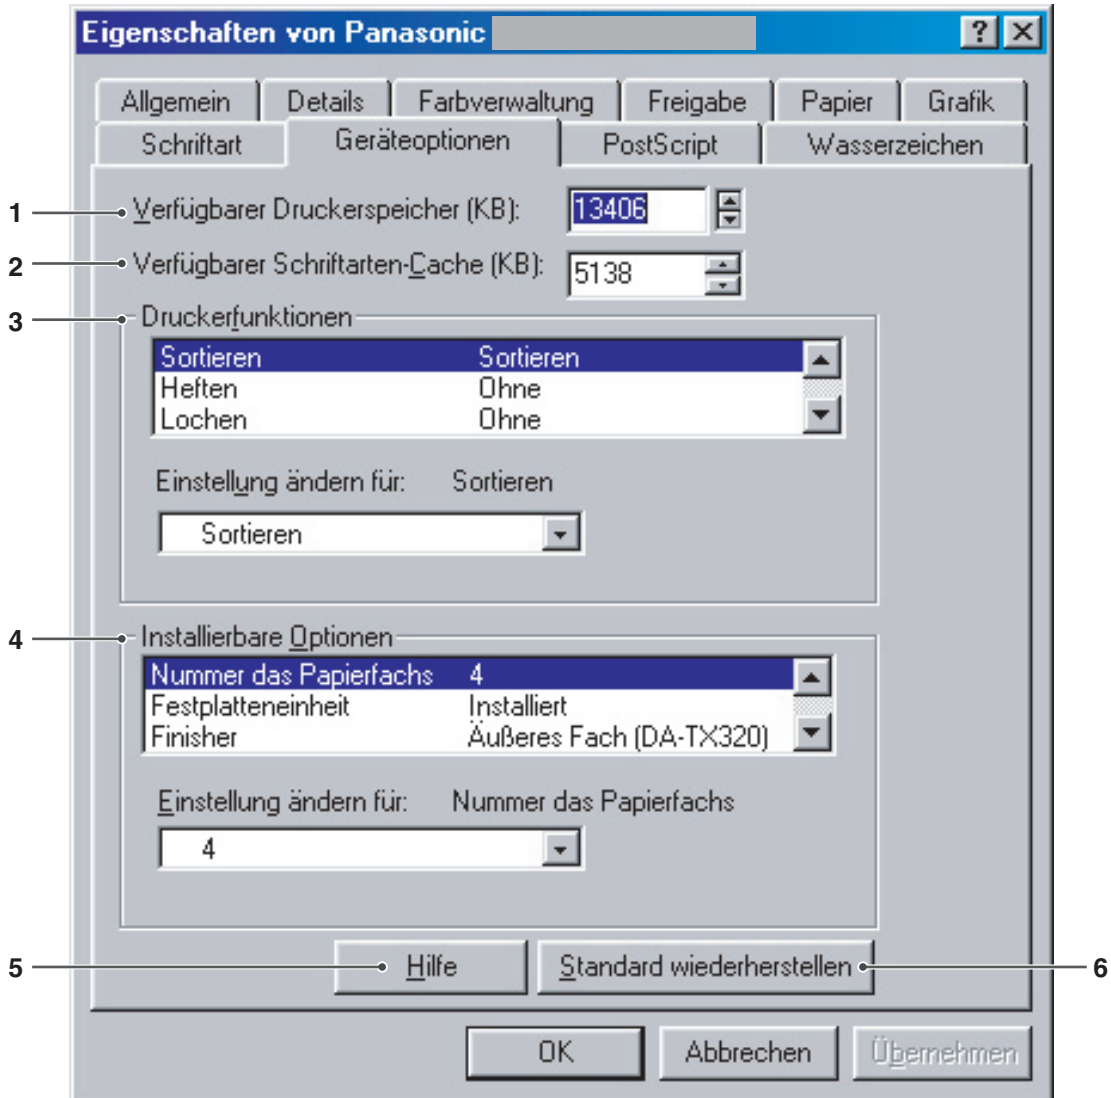 Eigenschaften von Panasonic
? X
Allgemein Details Farbverwaltung Freigabe Papier Grafik
Schriftart Geräteoptionen PostScript Wasserzeichen
1 Verfügbarer Druckerspeicher (KB): 13406
2 Verfügbarer Schriftarten-Cache (KB): 5138
3 Druckerfunktionen
Sortieren Sortieren
Heften Ohne
Lochen Ohne
Einstellung ändern für: Sortieren
Sortieren
4 Installierbare Optionen
Nummer das Papierfachs 4
Festplatteneinheit Installiert
Finisher Äußeres Fach (DA-TX320)
Einstellung ändern für: Nummer das Papierfachs
4
5 Hilfe Standard wiederherstellen 6
OK Abbrechen Übernehmen